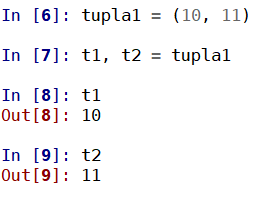 In [6]: tupla1 = (10, 11)
In [7]: t1, t2 = tupla1
In [8]: t1
Out[8]: 10
In [9]: t2
Out[9]: 11